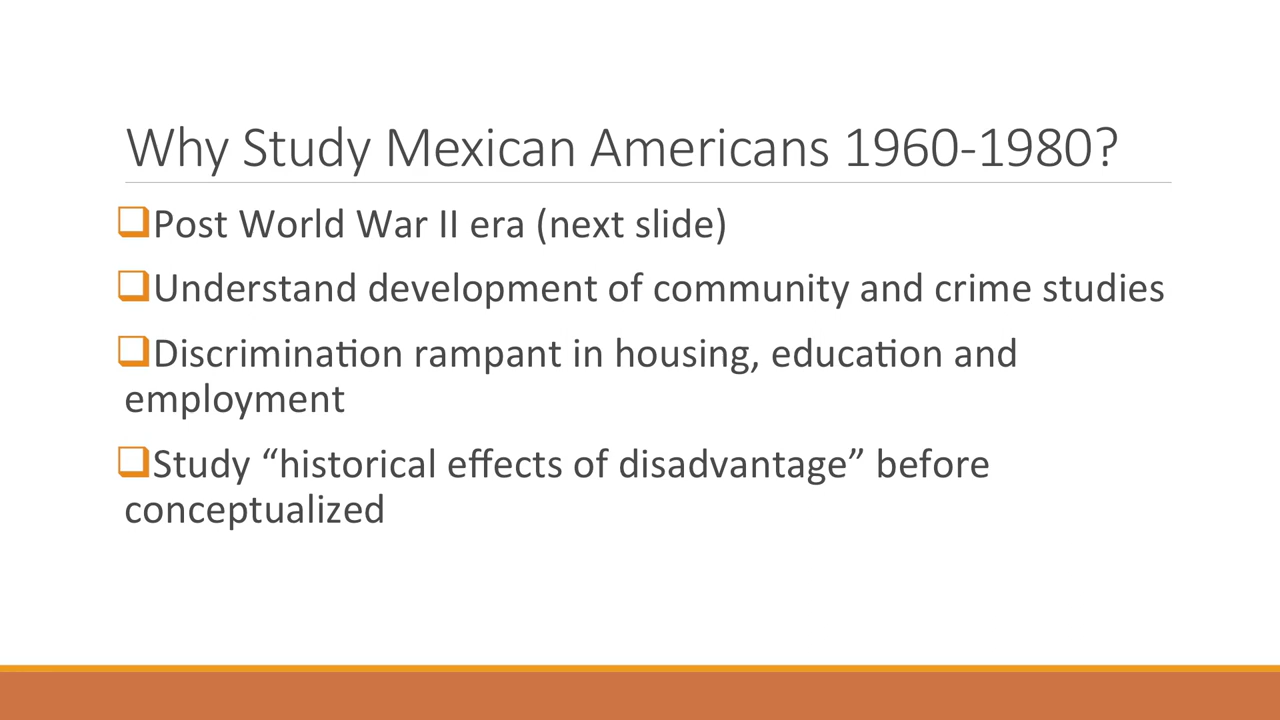 Why Study Mexican Americans 1960-1980?
❑Post World War II era (next slide)
❑Understand development of community and crime studies
❑Discrimination rampant in housing, education and
employment
❑Study “historical effects of disadvantage” before
conceptualized